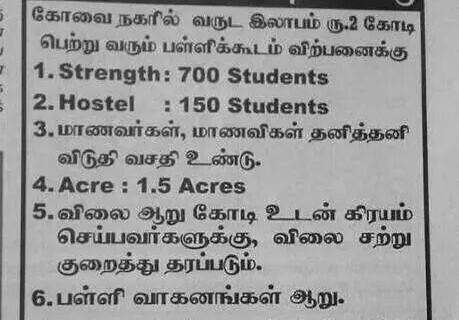 கோவை நகரில் வருட இலாபம் ரூ.2 கோடி
பெற்று வரும் பள்ளிக்கூடம் விற்பனைக்கு
1. Strength : 700 Students
2. Hostel : 150 Students
3. மாணவர்கள், மாணவிகள் தனித்தனி
விடுதி வசதி உண்டு.
4. Acre : 1.5 Acres
5. விலை ஆறு கோடி உடன் கிரயம்
செய்பவர்களுக்கு, விலை சற்று
குறைத்து தரப்படும்.
6. பள்ளி வாகனங்கள் ஆறு.